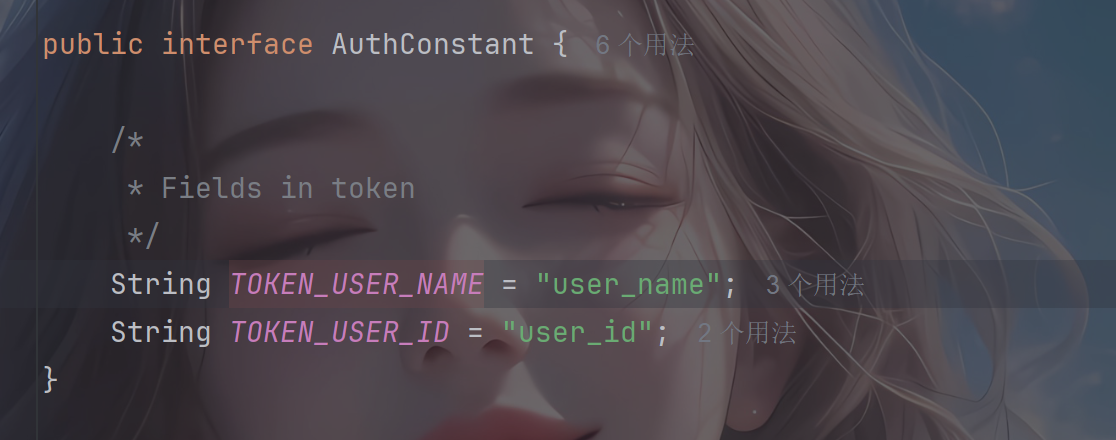 public interface AuthConstant { 6 个用法
/*
* Fields in token
*/
String TOKEN_USER_NAME = "user_name"; 3 个用法
String TOKEN_USER_ID = "user_id"; 2 个用法
}